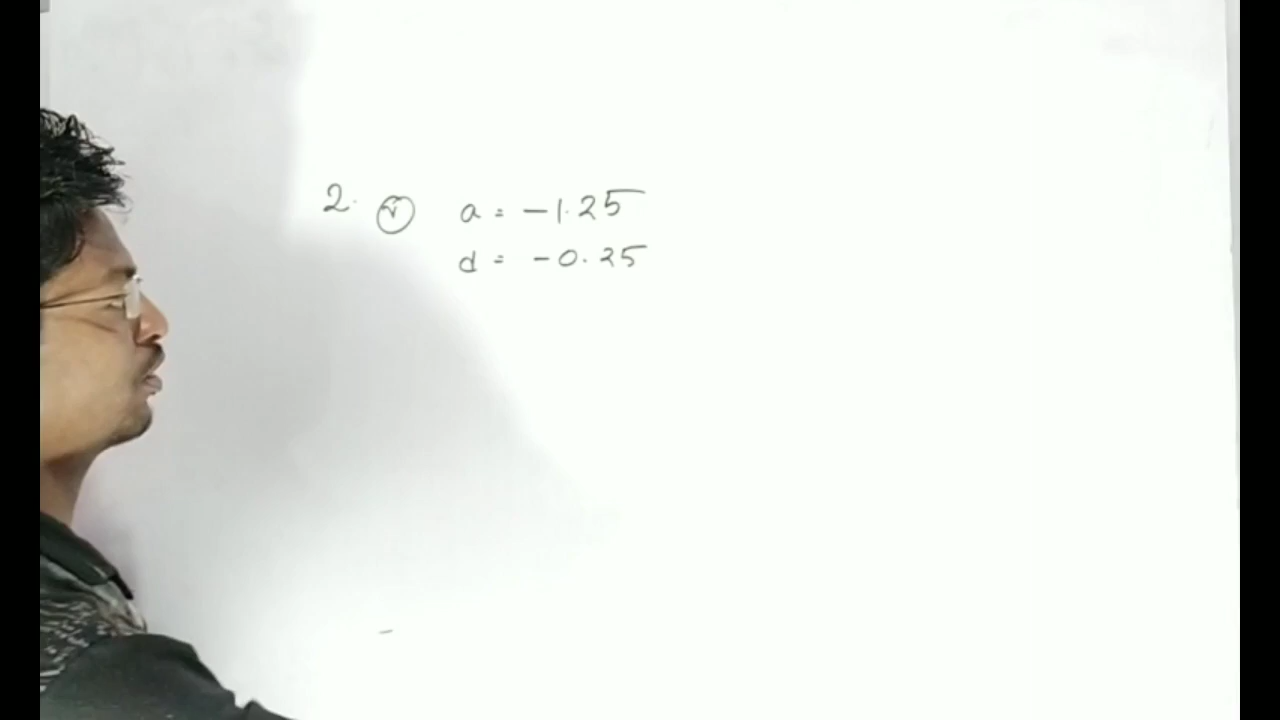 2. (v) a = -1.25
d = -0.25